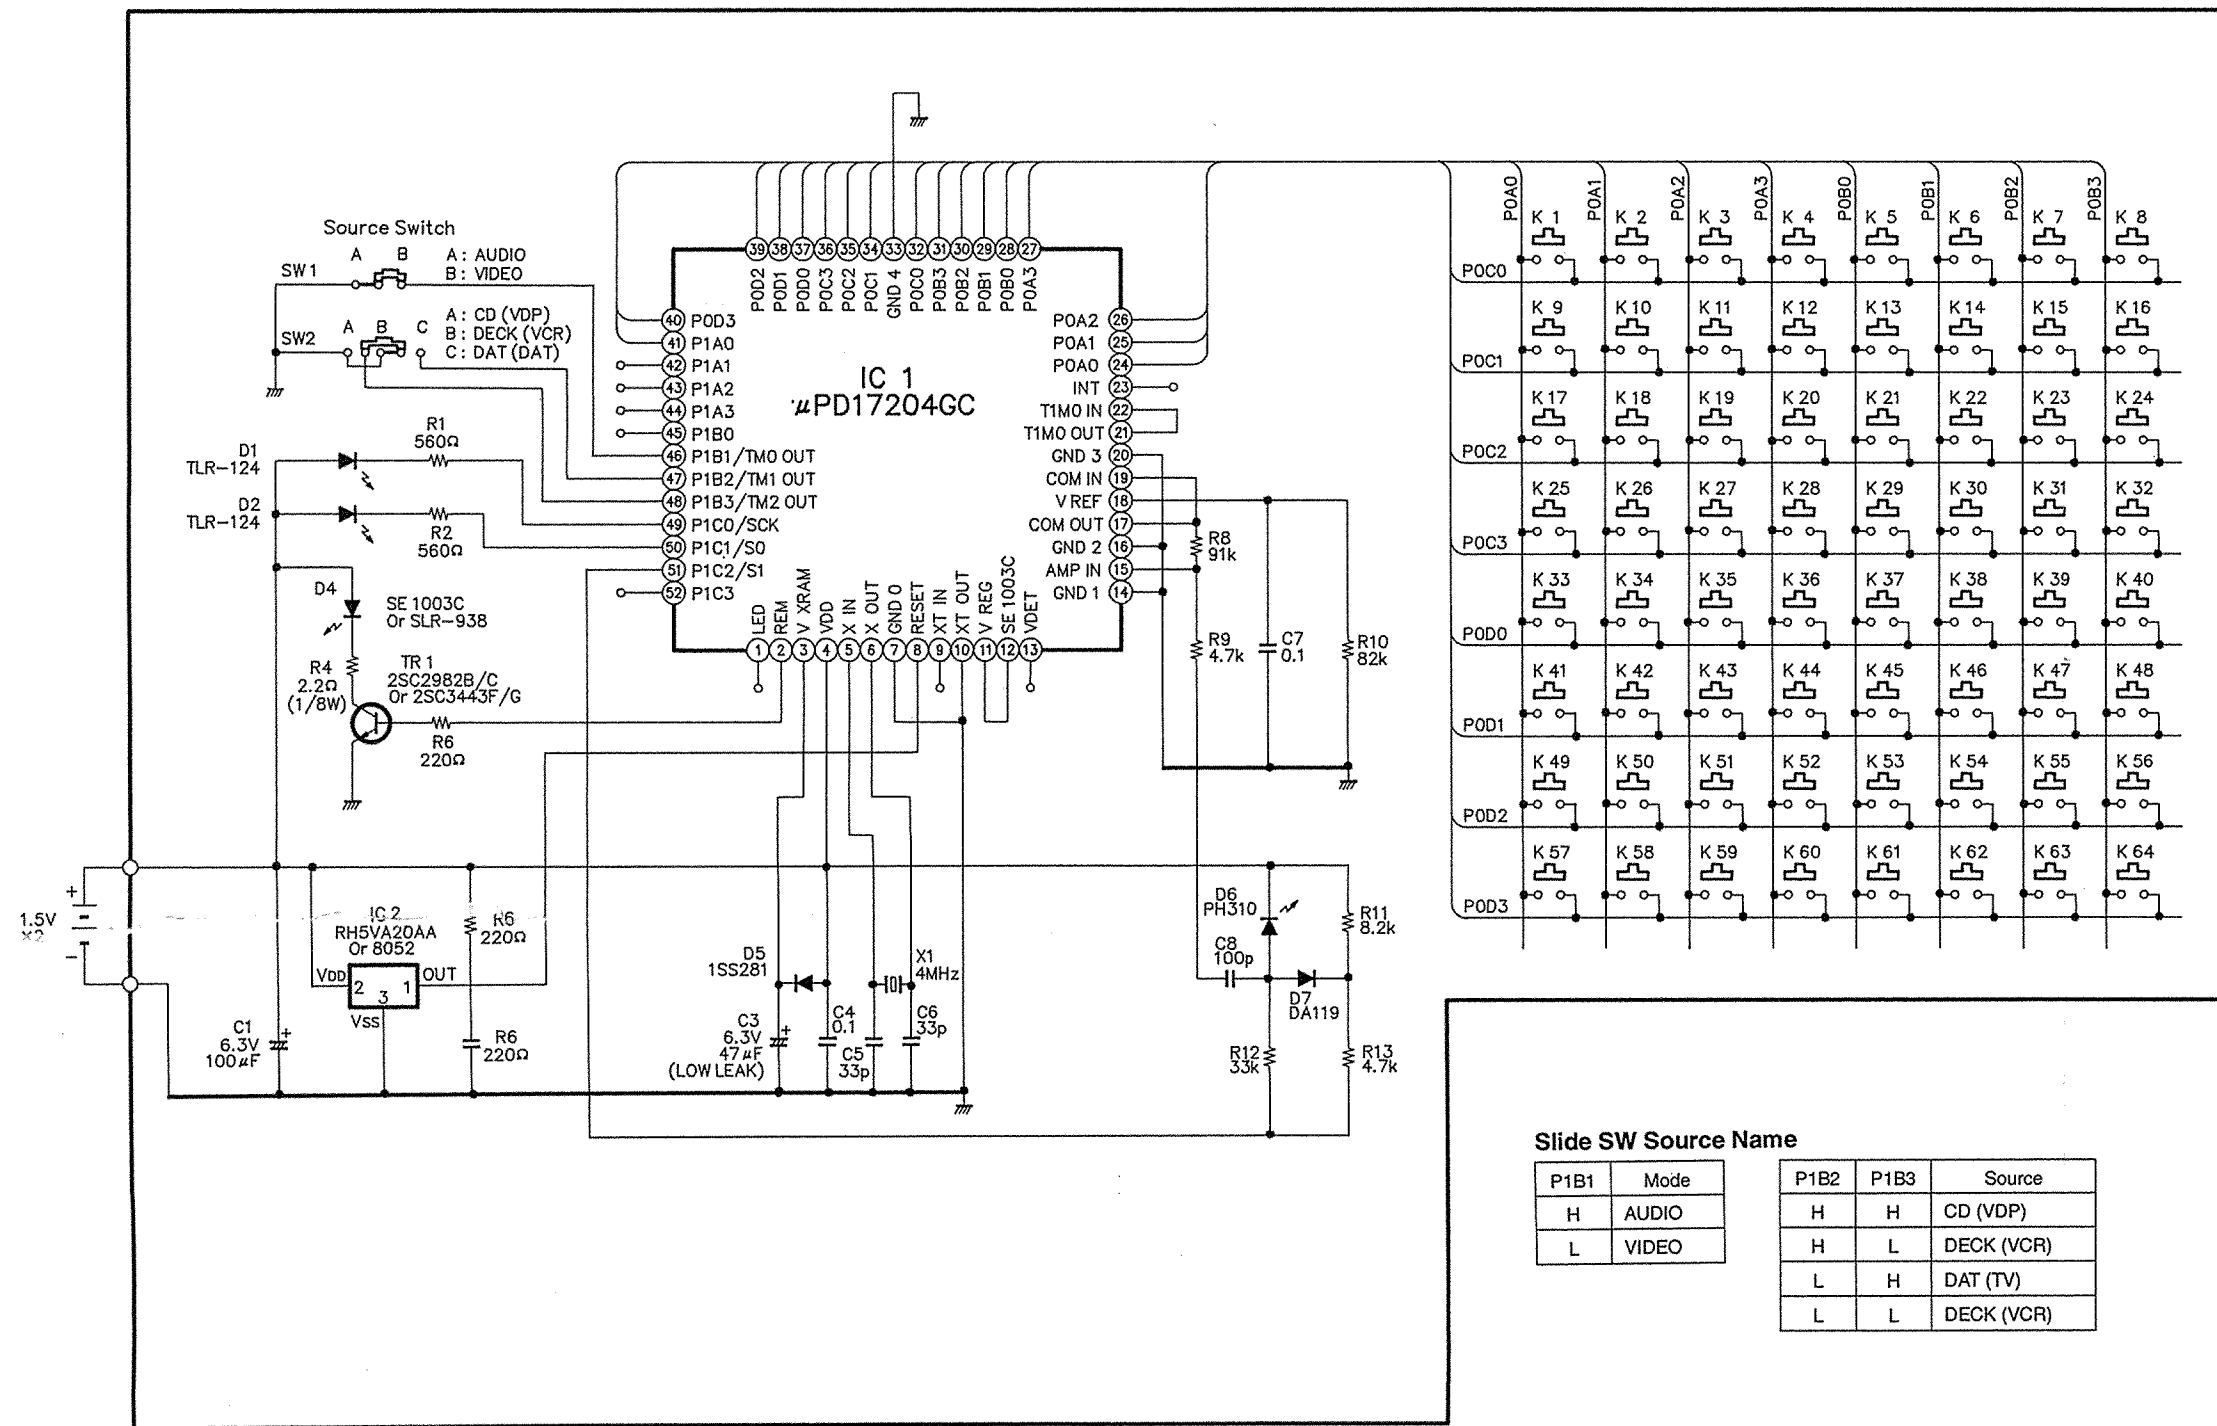 Source Switch
A B A : AUDIO
SW1 B : VIDEO
A : CD (VDP)
SW2 A B C B : DECK (VCR)
C : DAT (DAT)
R1
560Ω
D1
TLR-124
D2
TLR-124
R2
560Ω
D4
SE1003C
Or SLR-938
R4
2.2Ω
(1/8W)
TR1
2SC2982B/C
Or 2SC3443F/G
R6
220Ω
IC 1
μPD17204GC
39 38 37 36 35 34 33 32 31 30 29 28 27
P0D2 P0D1 P0D0 P0C3 P0C2 P0C1 GND 4 P0C0 P0B3 P0B2 P0B1 P0B0 P0A3
40 P0D3
41 P1A0
42 P1A1
43 P1A2
44 P1A3
45 P1B0
46 P1B1/TM0 OUT
47 P1B2/TM1 OUT
48 P1B3/TM2 OUT
49 P1C0/SCK
50 P1C1/S0
51 P1C2/S1
52 P1C3
P0A2 26
P0A1 25
P0A0 24
INT 23
T1M0 IN 22
T1M0 OUT 21
GND 3 20
COM IN 19
V REF 18
COM OUT 17
GND 2 16
AMP IN 15
GND 1 14
LED REM V XRAM VDD X IN X OUT GND 0 RESET XT IN XT OUT V REG SE1003C VDET
1 2 3 4 5 6 7 8 9 10 11 12 13
R8
91k
R9
4.7k
C7
0.1
R10
82k
+
1.5V
×2
−
IC 2
RH5VA20AA
Or 8052
VDD OUT
2 3 1
VSS
R6
220Ω
C1
6.3V
100μF
+
R6
220Ω
D5
1SS281
C3
6.3V
47μF
(LOW LEAK)
+
C4
0.1
C5
33p
X1
4MHz
C6
33p
D6
PH310
C8
100p
D7
DA119
R11
8.2k
R12
33k
R13
4.7k
P0A0 P0A1 P0A2 P0A3 P0B0 P0B1 P0B2 P0B3
K 1 K 2 K 3 K 4 K 5 K 6 K 7 K 8
P0C0
K 9 K 10 K 11 K 12 K 13 K 14 K 15 K 16
P0C1
K 17 K 18 K 19 K 20 K 21 K 22 K 23 K 24
P0C2
K 25 K 26 K 27 K 28 K 29 K 30 K 31 K 32
P0C3
K 33 K 34 K 35 K 36 K 37 K 38 K 39 K 40
P0D0
K 41 K 42 K 43 K 44 K 45 K 46 K 47 K 48
P0D1
K 49 K 50 K 51 K 52 K 53 K 54 K 55 K 56
P0D2
K 57 K 58 K 59 K 60 K 61 K 62 K 63 K 64
P0D3
Slide SW Source Name
P1B1 Mode
H AUDIO
L VIDEO
P1B2 P1B3 Source
H H CD (VDP)
H L DECK (VCR)
L H DAT (TV)
L L DECK (VCR)